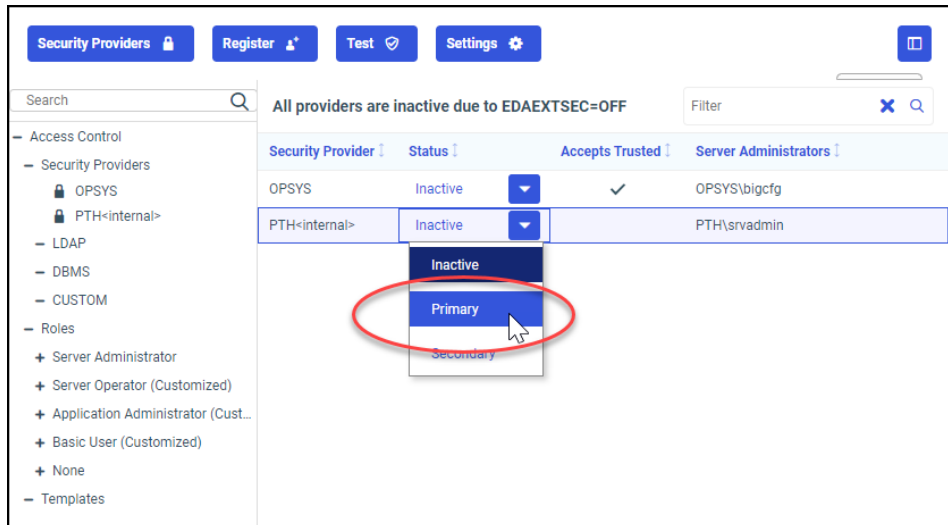 Security Providers
Register
Test
Settings
Search
Access Control
Security Providers
OPSYS
PTH<internal>
LDAP
DBMS
CUSTOM
Roles
Server Administrator
Server Operator (Customized)
Application Administrator (Cust...
Basic User (Customized)
None
Templates
All providers are inactive due to EDAEXTSEC=OFF
Filter
Security Provider Status Accepts Trusted Server Administrators
OPSYS Inactive OPSYS\bigcfg
PTH<internal> Inactive PTH\srvadmin
Inactive
Primary
Secondary